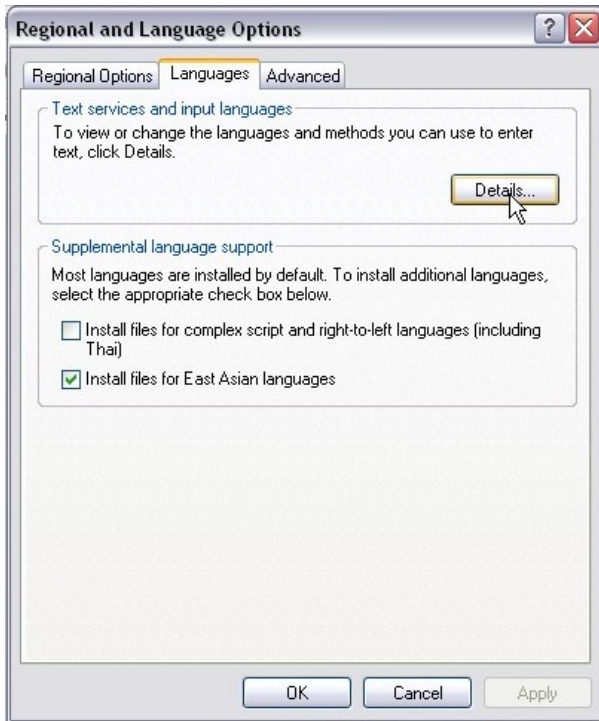 Regional and Language Options
Regional Options Languages Advanced
Text services and input languages
To view or change the languages and methods you can use to enter
text, click Details.
Details...
Supplemental language support
Most languages are installed by default. To install additional languages,
select the appropriate check box below.
Install files for complex script and right-to-left languages (including
Thai)
Install files for East Asian languages
OK Cancel Apply